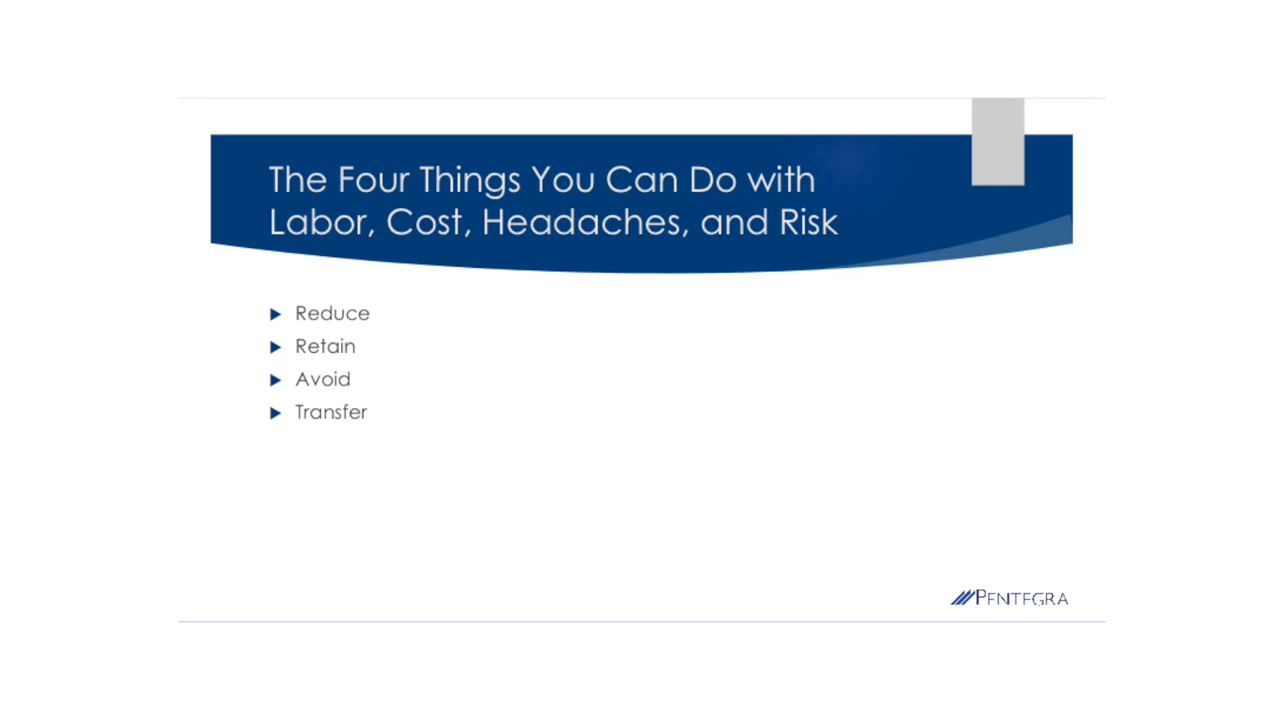 The Four Things You Can Do with
Labor, Cost, Headaches, and Risk
Reduce
Retain
Avoid
Transfer
PENTEGRA